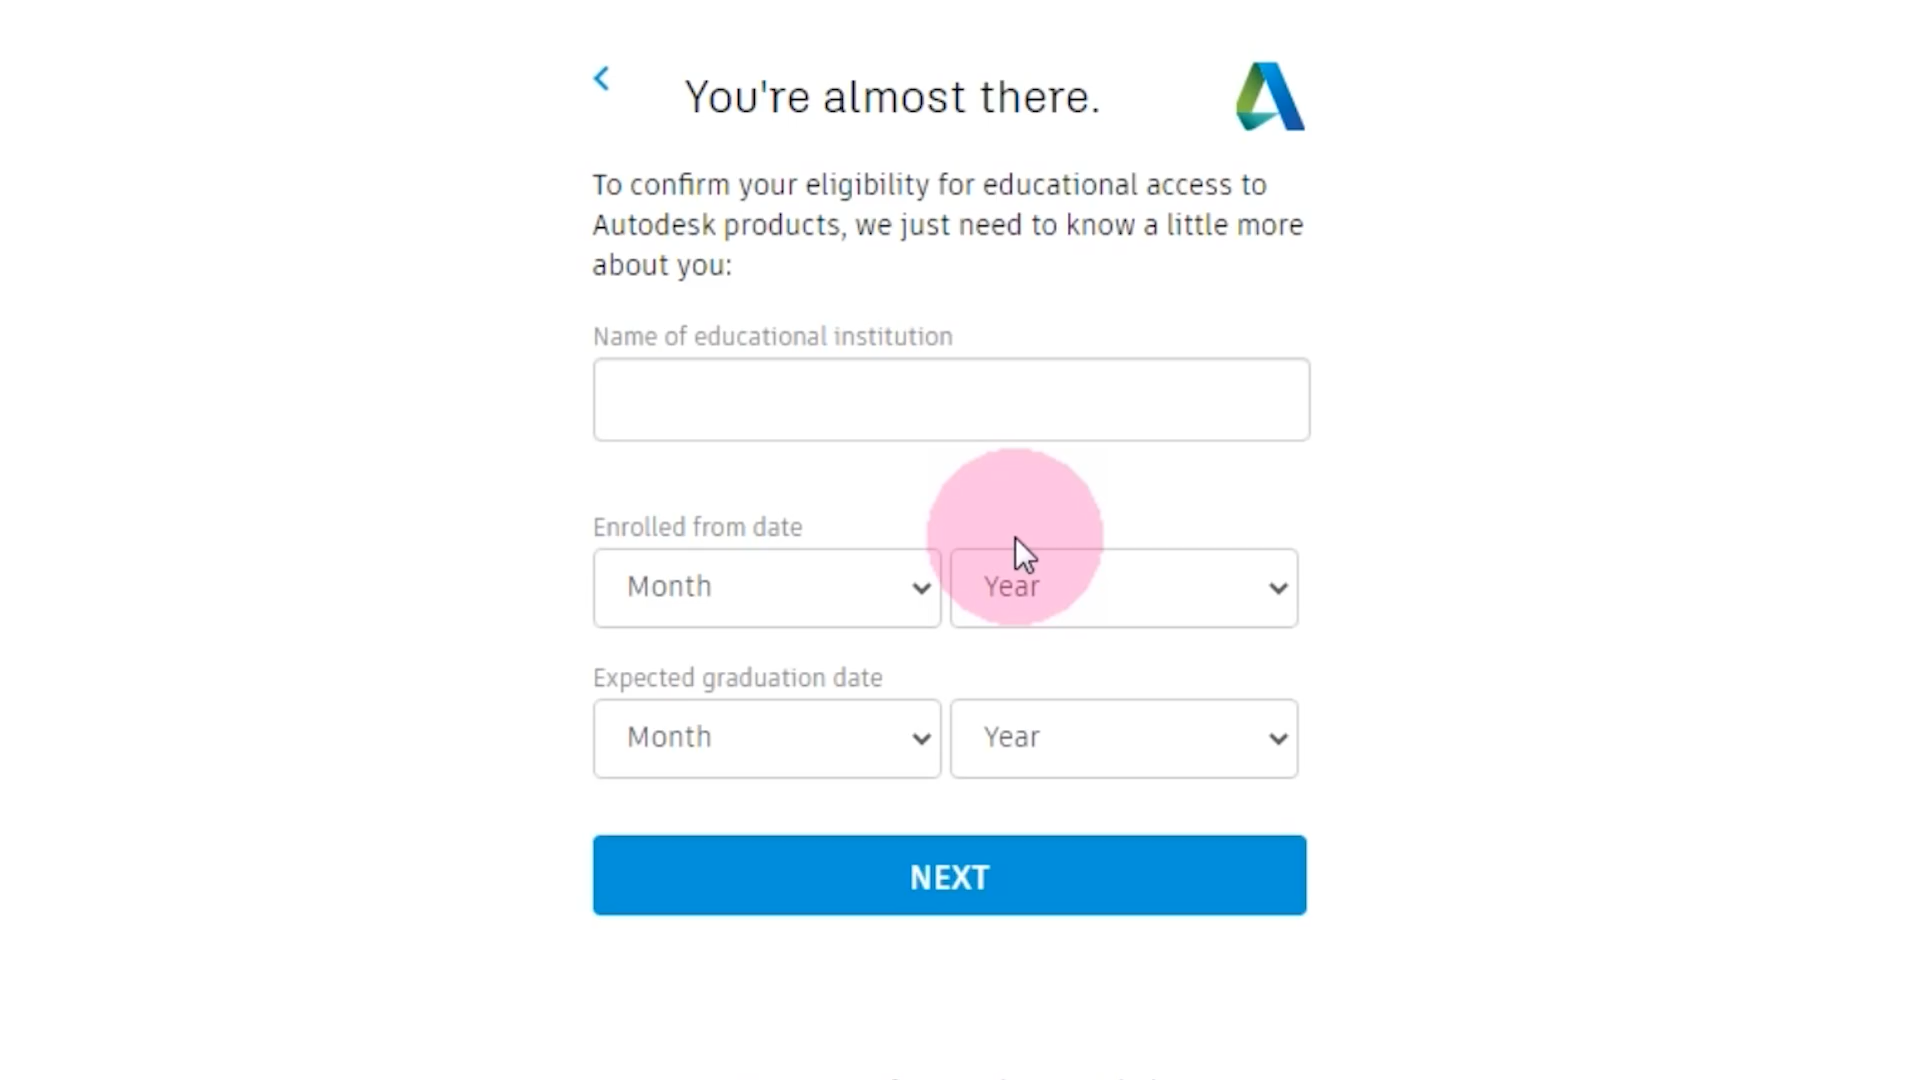 You're almost there.
To confirm your eligibility for educational access to
Autodesk products, we just need to know a little more
about you:
Name of educational institution
Enrolled from date
Month
Year
Expected graduation date
Month
Year
NEXT